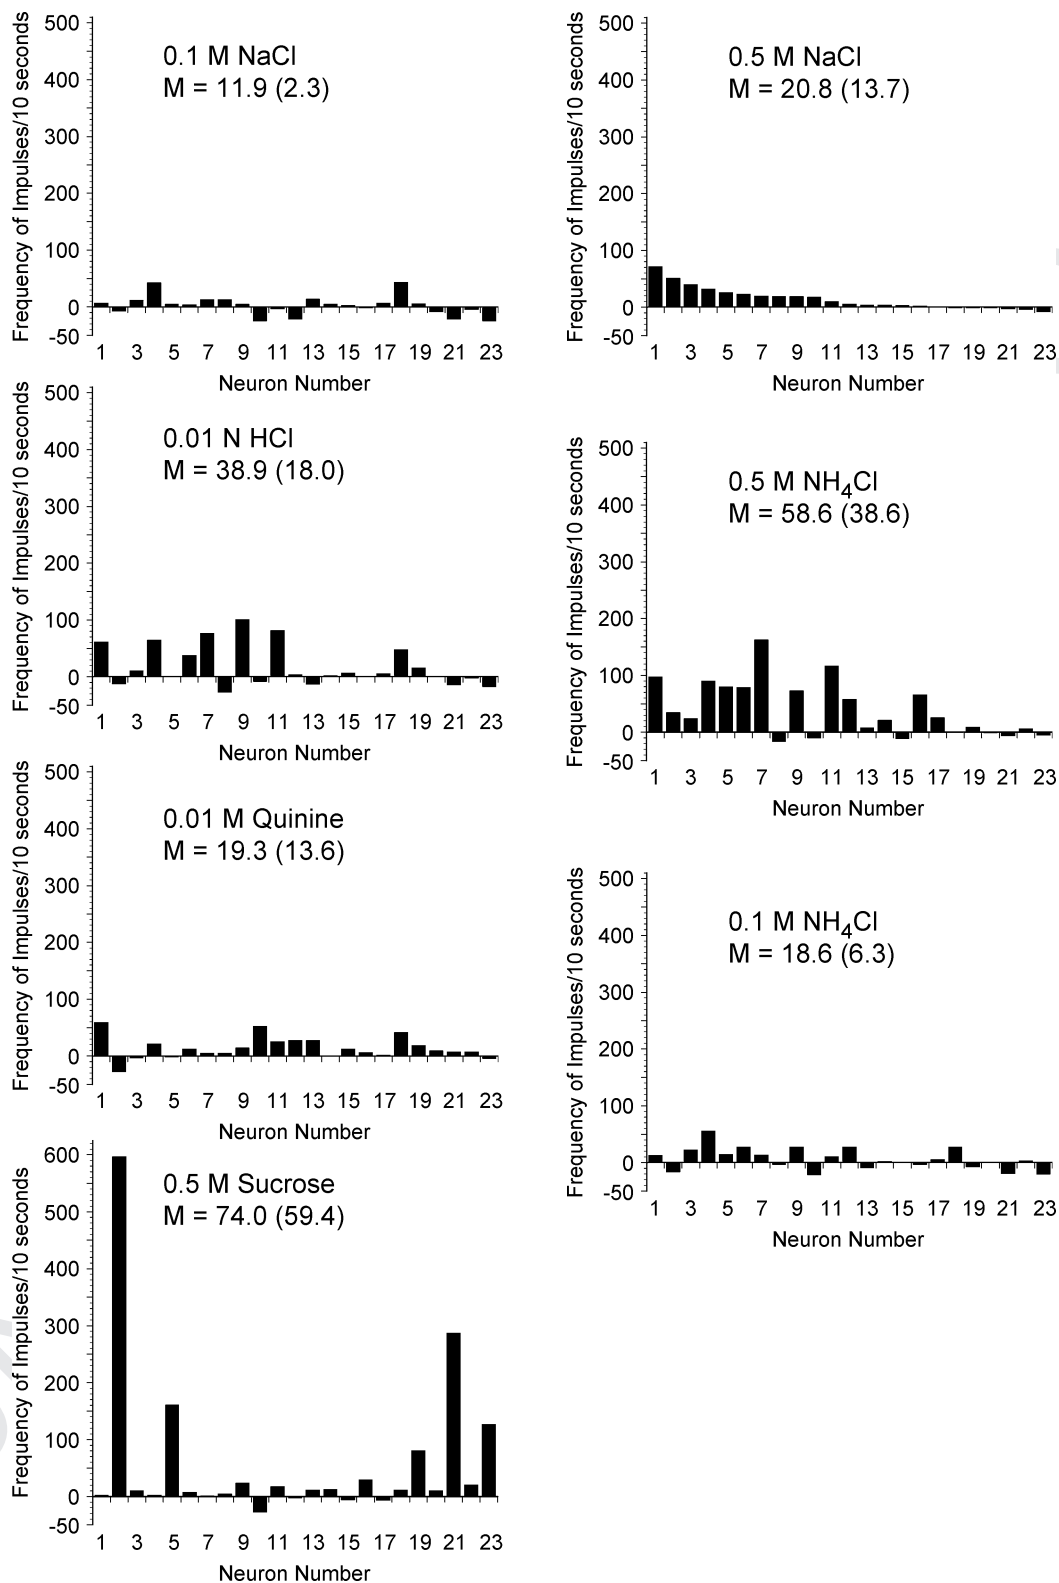 0.1 M NaCl
M = 11.9 (2.3)
Frequency of Impulses/10 seconds
500
400
300
200
100
0
-50
1 3 5 7 9 11 13 15 17 19 21 23
Neuron Number
0.01 N HCl
M = 38.9 (18.0)
Frequency of Impulses/10 seconds
500
400
300
200
100
0
-50
1 3 5 7 9 11 13 15 17 19 21 23
Neuron Number
0.01 M Quinine
M = 19.3 (13.6)
Frequency of Impulses/10 seconds
500
400
300
200
100
0
-50
1 3 5 7 9 11 13 15 17 19 21 23
Neuron Number
0.5 M Sucrose
M = 74.0 (59.4)
Frequency of Impulses/10 seconds
600
500
400
300
200
100
0
-50
1 3 5 7 9 11 13 15 17 19 21 23
Neuron Number
0.5 M NaCl
M = 20.8 (13.7)
Frequency of Impulses/10 seconds
500
400
300
200
100
0
-50
1 3 5 7 9 11 13 15 17 19 21 23
Neuron Number
0.5 M NH4Cl
M = 58.6 (38.6)
Frequency of Impulses/10 seconds
500
400
300
200
100
0
-50
1 3 5 7 9 11 13 15 17 19 21 23
Neuron Number
0.1 M NH4Cl
M = 18.6 (6.3)
Frequency of Impulses/10 seconds
500
400
300
200
100
0
-50
1 3 5 7 9 11 13 15 17 19 21 23
Neuron Number